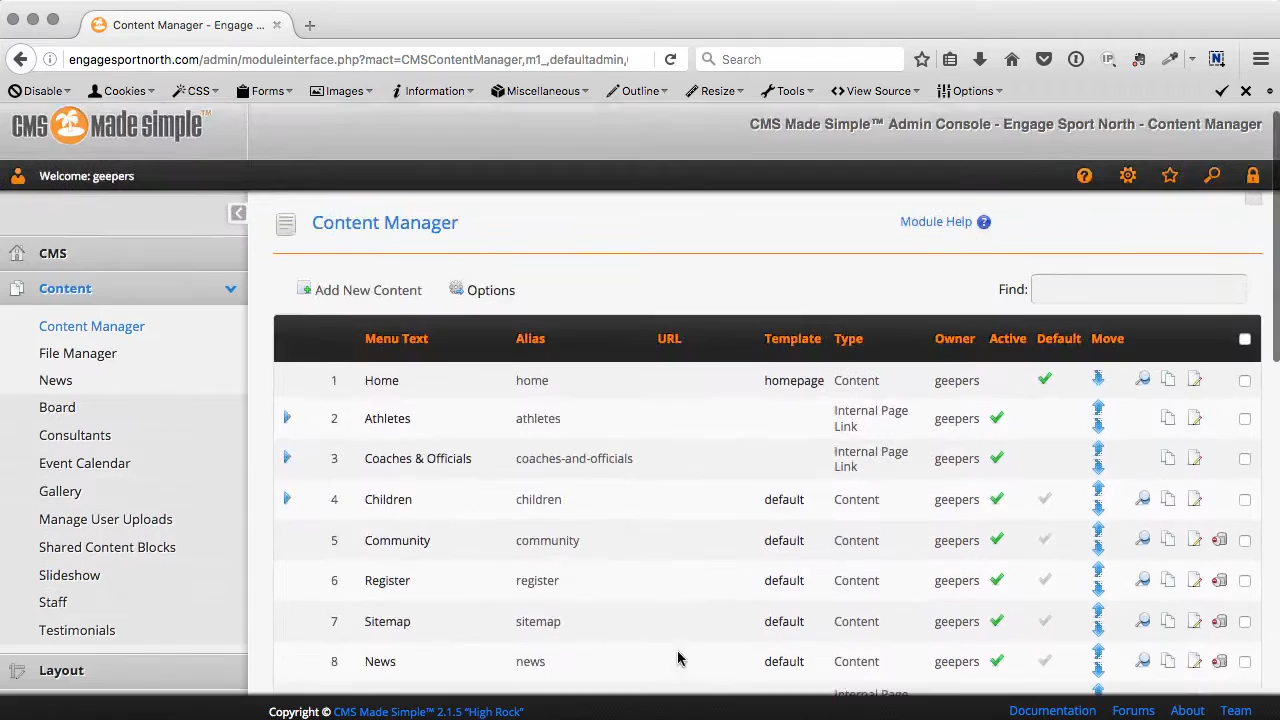 Content Manager - Engage ...
engagesportnorth.com/admin/moduleinterface.php?mact=CMSContentManager,m1_,defaultadmin,
Search
Disable Cookies CSS Forms Images Information Miscellaneous Outline Resize Tools View Source Options
CMS made simple™
CMS Made Simple™ Admin Console - Engage Sport North - Content Manager
Welcome: geepers
Content Manager
Module Help
CMS
Content
Content Manager
File Manager
News
Board
Consultants
Event Calendar
Gallery
Manage User Uploads
Shared Content Blocks
Slideshow
Staff
Testimonials
Layout
Add New Content Options Find:
Menu Text Alias URL Template Type Owner Active Default Move
1 Home home homepage Content geepers
2 Athletes athletes Internal Page Link geepers
3 Coaches & Officials coaches-and-officials Internal Page Link geepers
4 Children children default Content geepers
5 Community community default Content geepers
6 Register register default Content geepers
7 Sitemap sitemap default Content geepers
8 News news default Content geepers
Internal Page
Copyright © CMS Made Simple™ 2.1.5 “High Rock”
Documentation Forums About Team